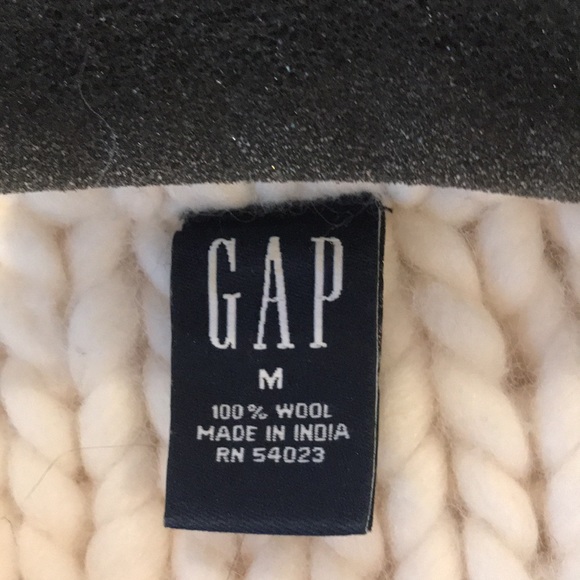 GAP
M
100% WOOL
MADE IN INDIA
RN 54023